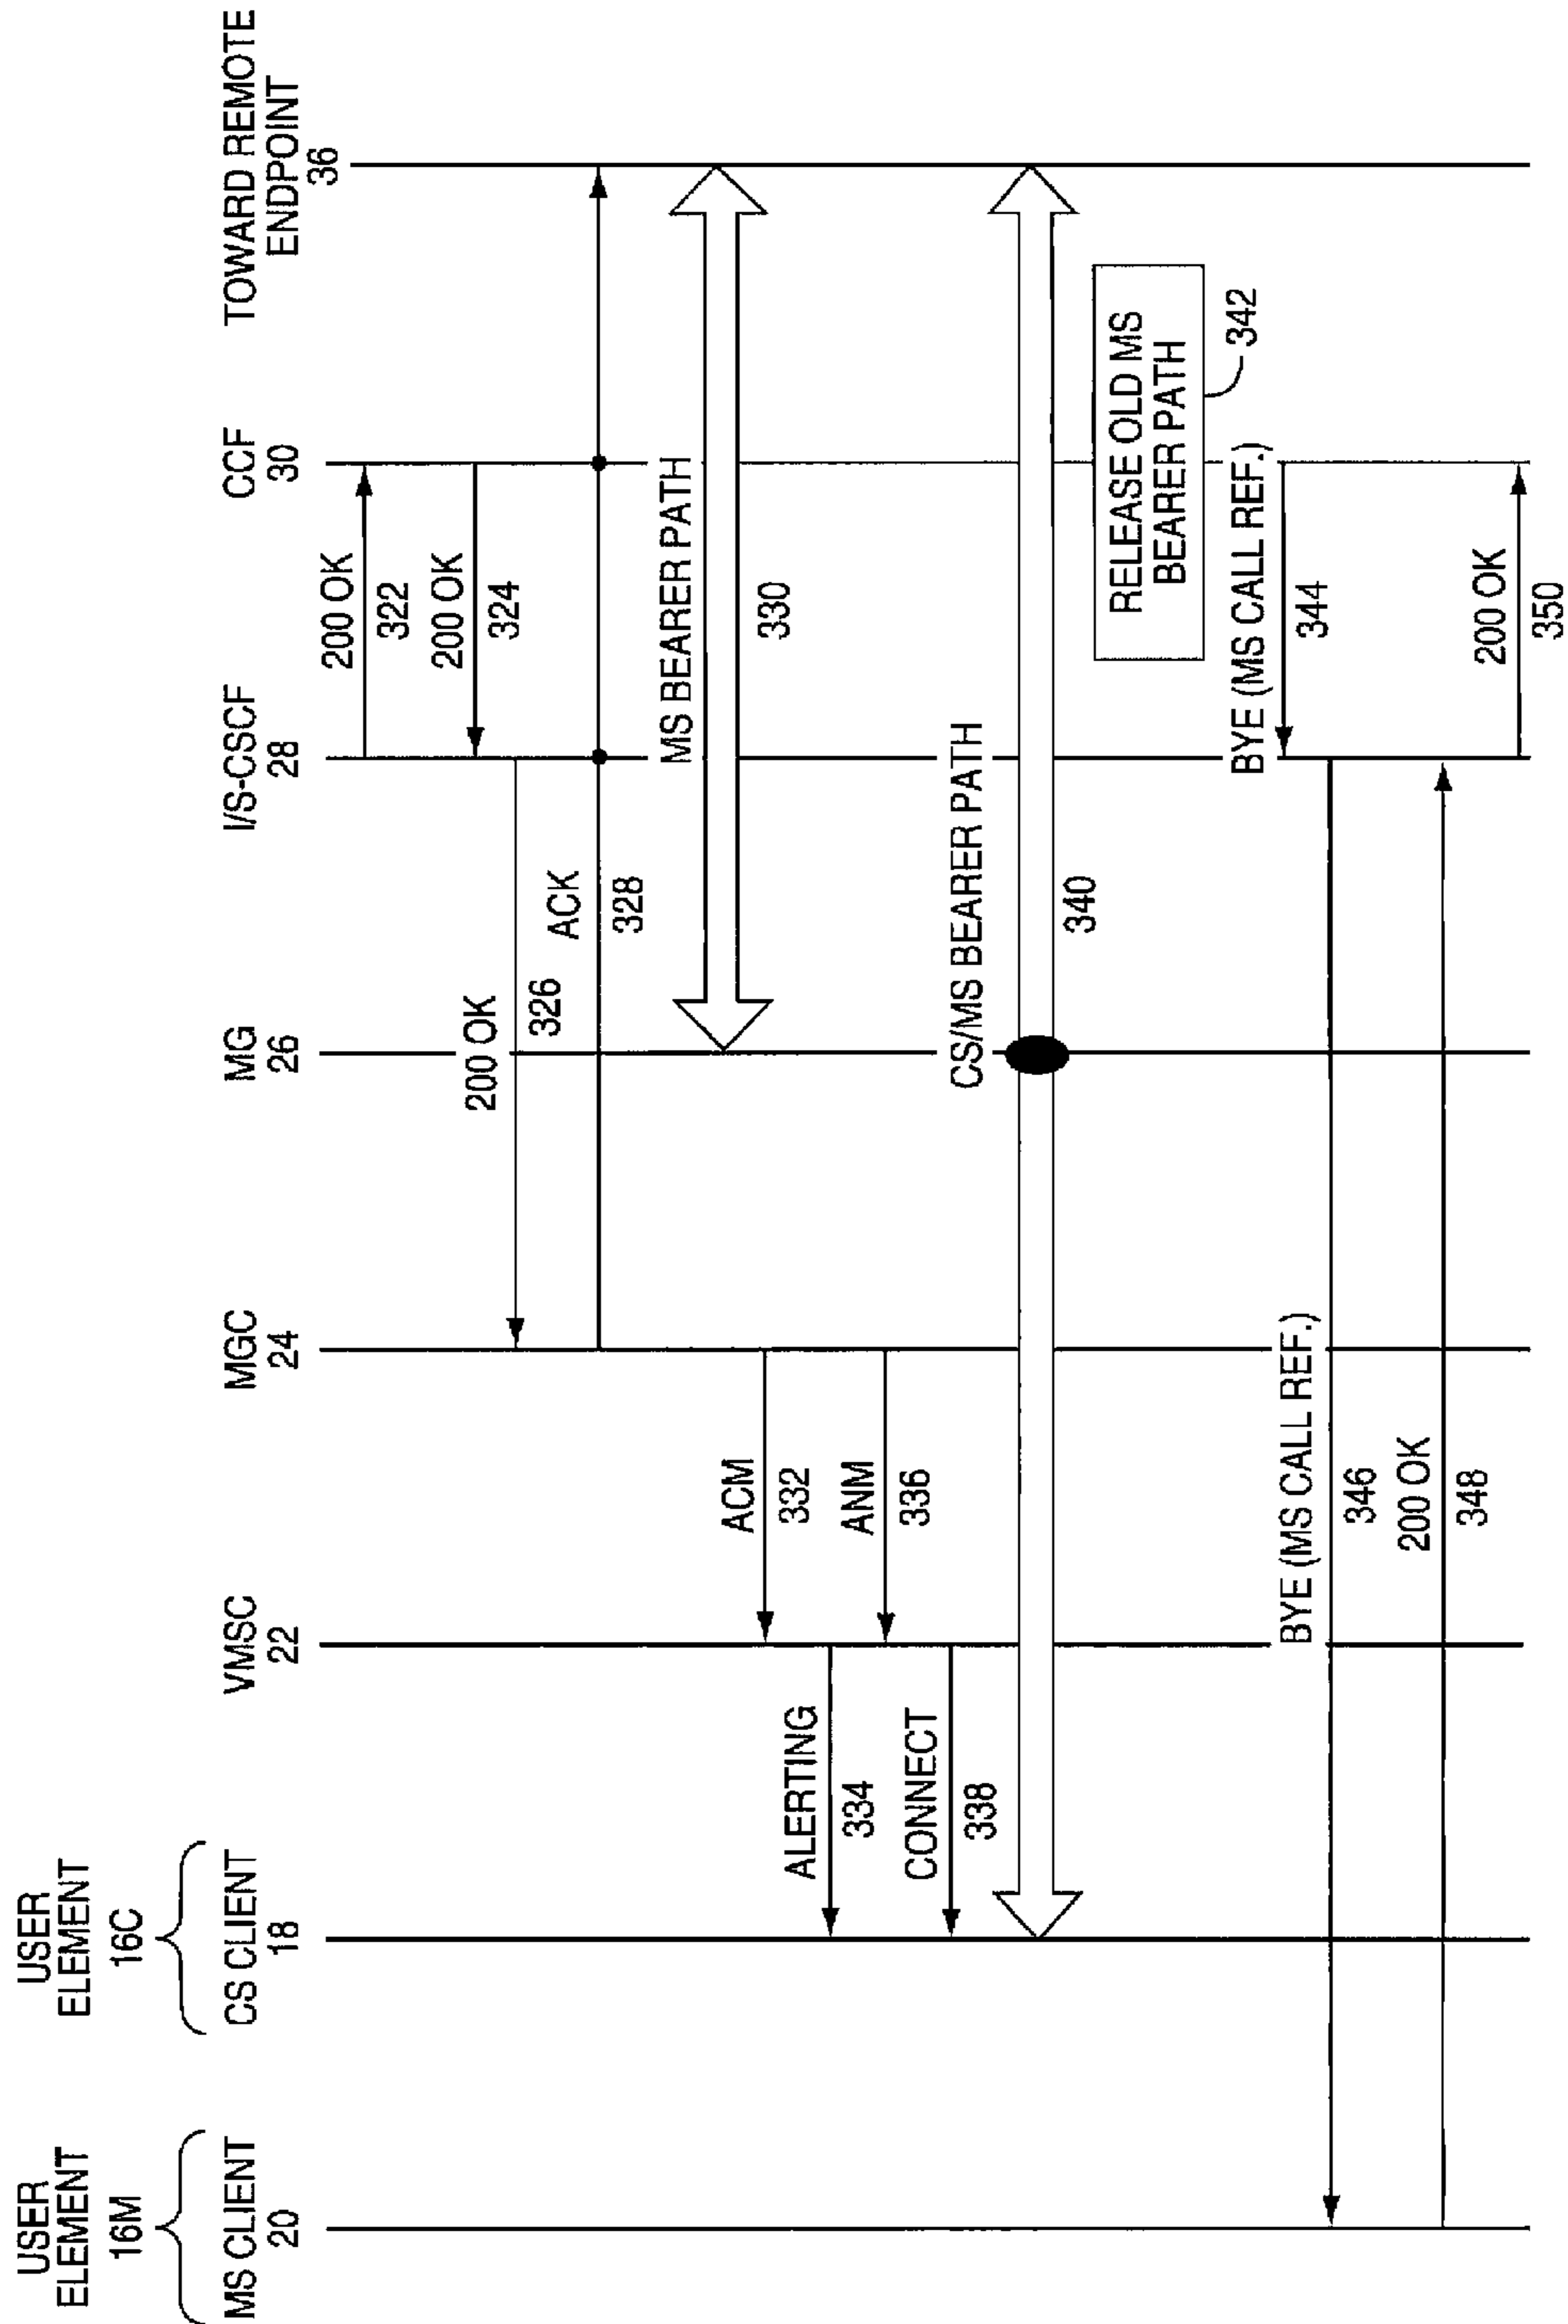 USER
ELEMENT
16M
MS CLIENT
20
USER
ELEMENT
16C
CS CLIENT
18
VMSC
22
MGC
24
MG
26
I/S-CSCF
28
CCF
30
TOWARD REMOTE
ENDPOINT
36
200 OK
322
200 OK
324
200 OK
326
ACK
328
MS BEARER PATH
330
ACM
332
ALERTING
334
ANM
336
CONNECT
338
CS/MS BEARER PATH
340
RELEASE OLD MS
BEARER PATH
342
BYE (MS CALL REF.)
344
BYE (MS CALL REF.)
346
200 OK
348
200 OK
350